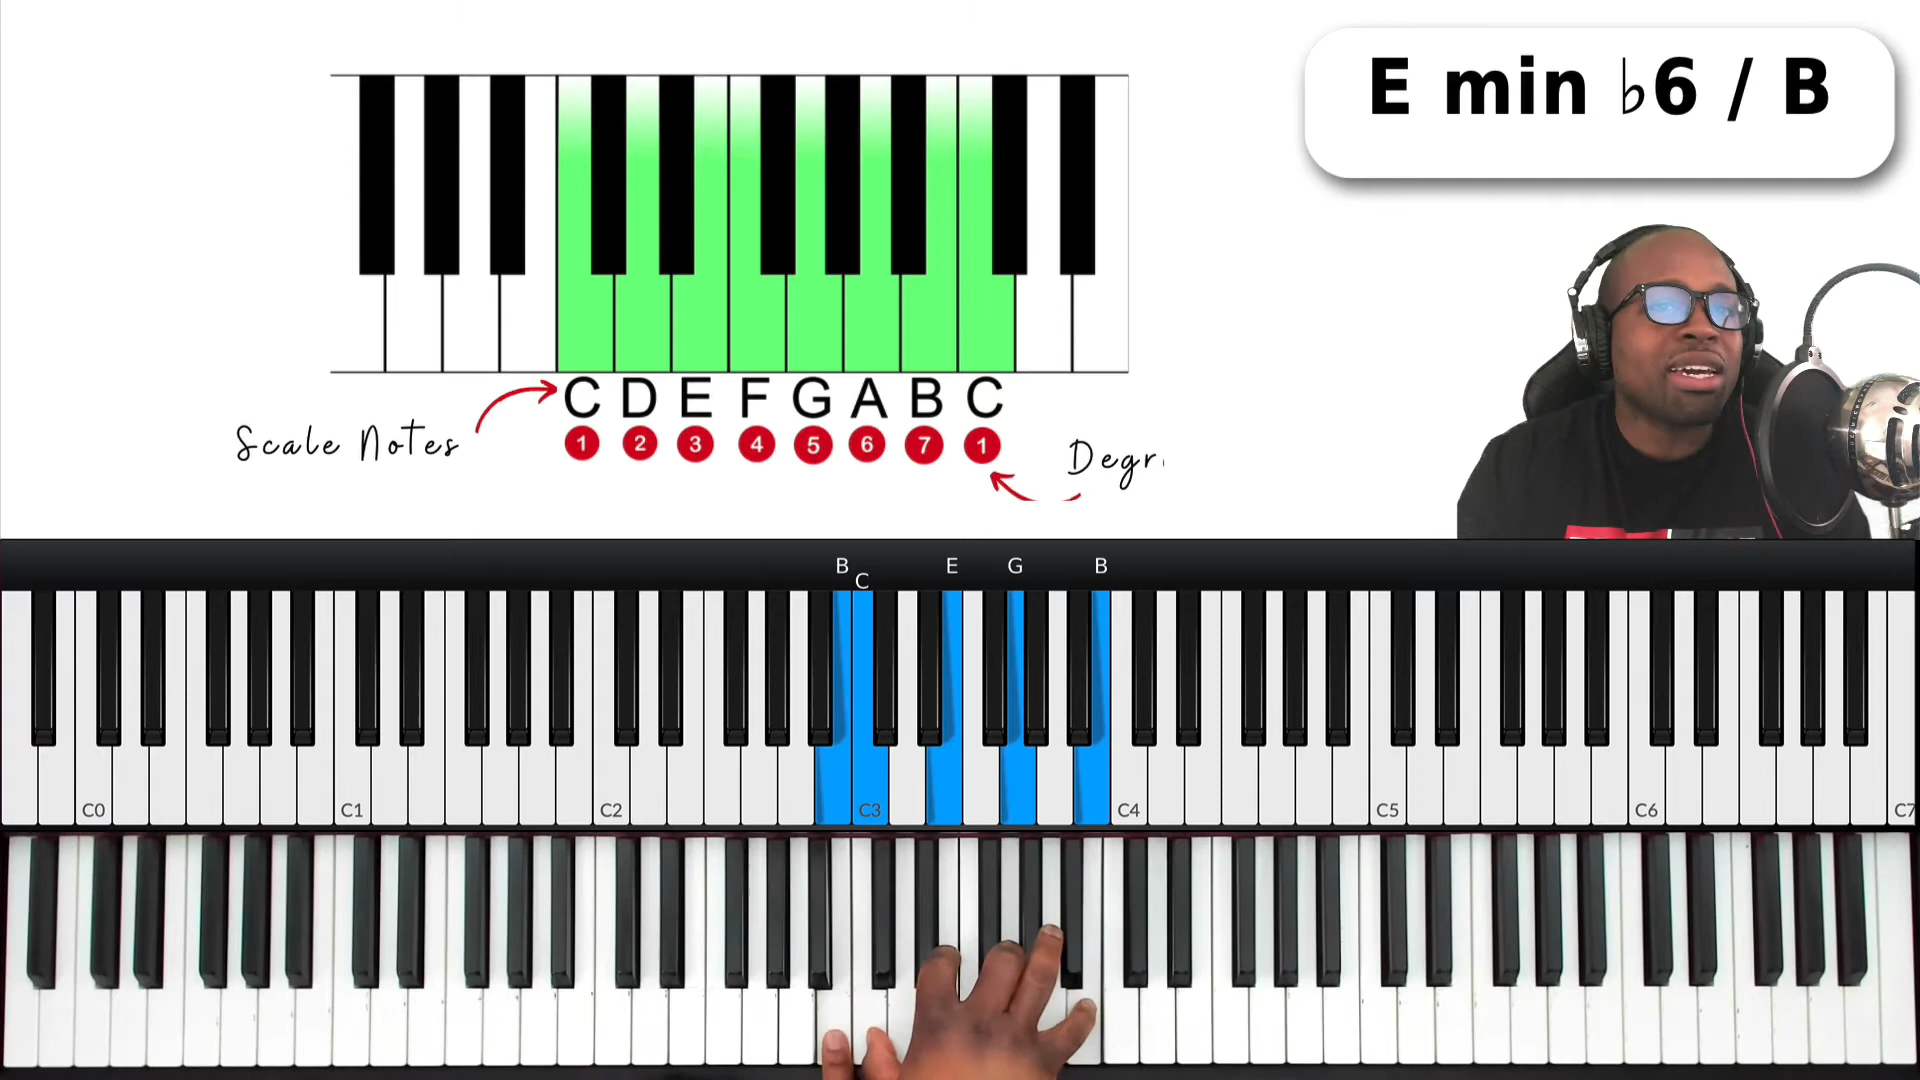 E min ♭6 / B
C D E F G A B C
Scale Notes
1 2 3 4 5 6 7 1
B C E G B
C0 C1 C2 C3 C4 C5 C6 C7